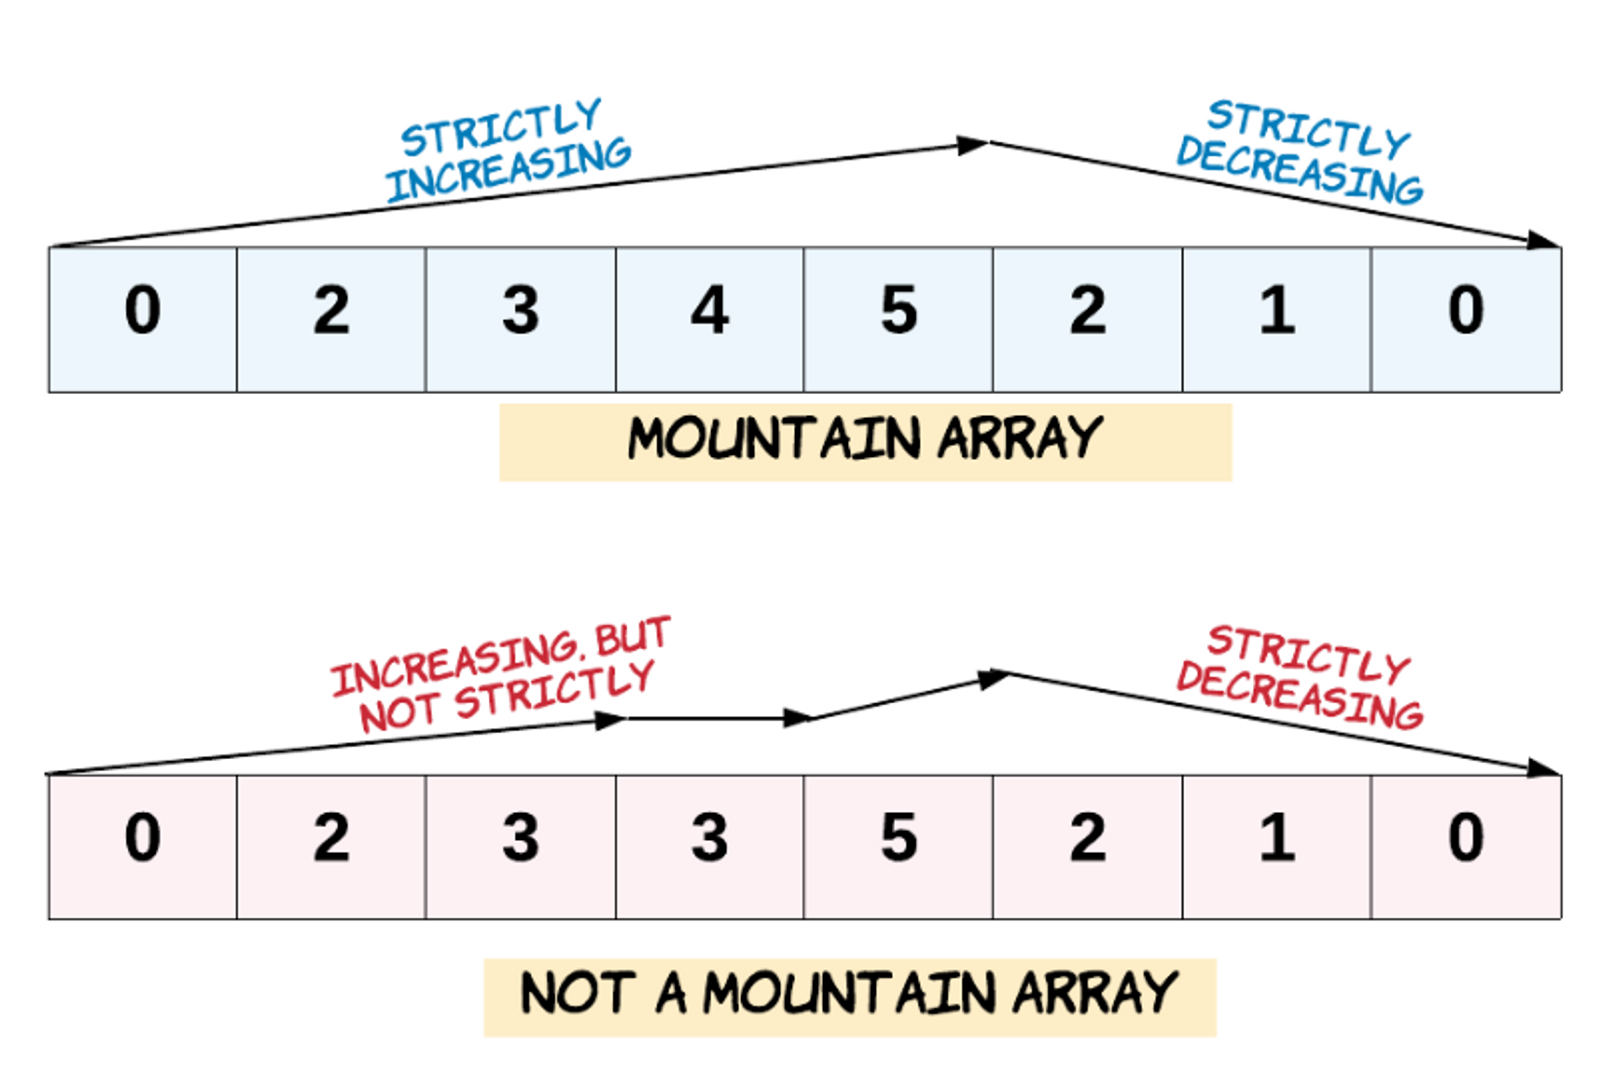 STRICTLY
INCREASING
STRICTLY
DECREASING
0 2 3 4 5 2 1 0
MOUNTAIN ARRAY
INCREASING. BUT
NOT STRICTLY
STRICTLY
DECREASING
0 2 3 3 5 2 1 0
NOT A MOUNTAIN ARRAY